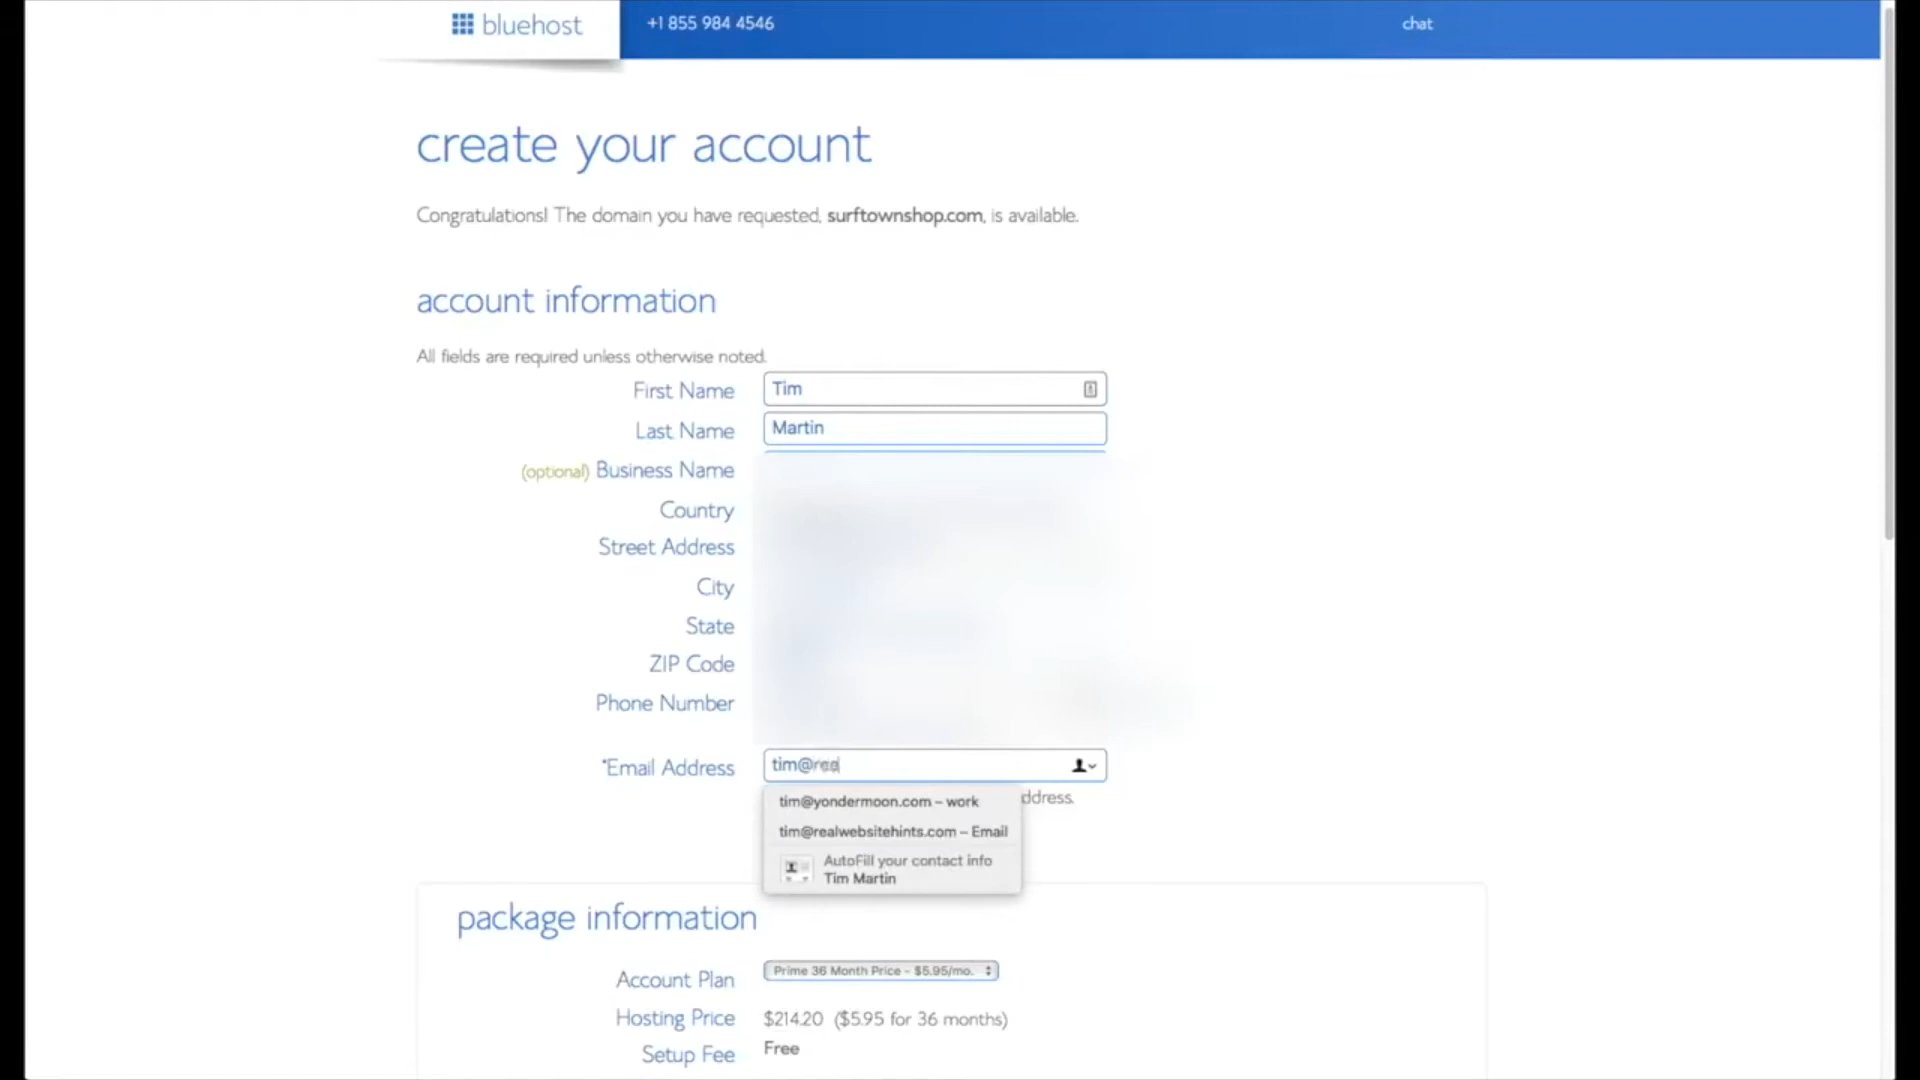 bluehost
+1 855 984 4546
chat
create your account
Congratulations! The domain you have requested, surftownshop.com, is available.
account information
All fields are required unless otherwise noted.
First Name Tim
Last Name Martin
(optional) Business Name
Country
Street Address
City
State
ZIP Code
Phone Number
*Email Address tim@rea
ddress.
tim@yondermoon.com – work
tim@realwebsitehints.com – Email
AutoFill your contact info
Tim Martin
package information
Account Plan Prime 36 Month Price - $5.95/mo.
Hosting Price $214.20 ($5.95 for 36 months)
Setup Fee Free